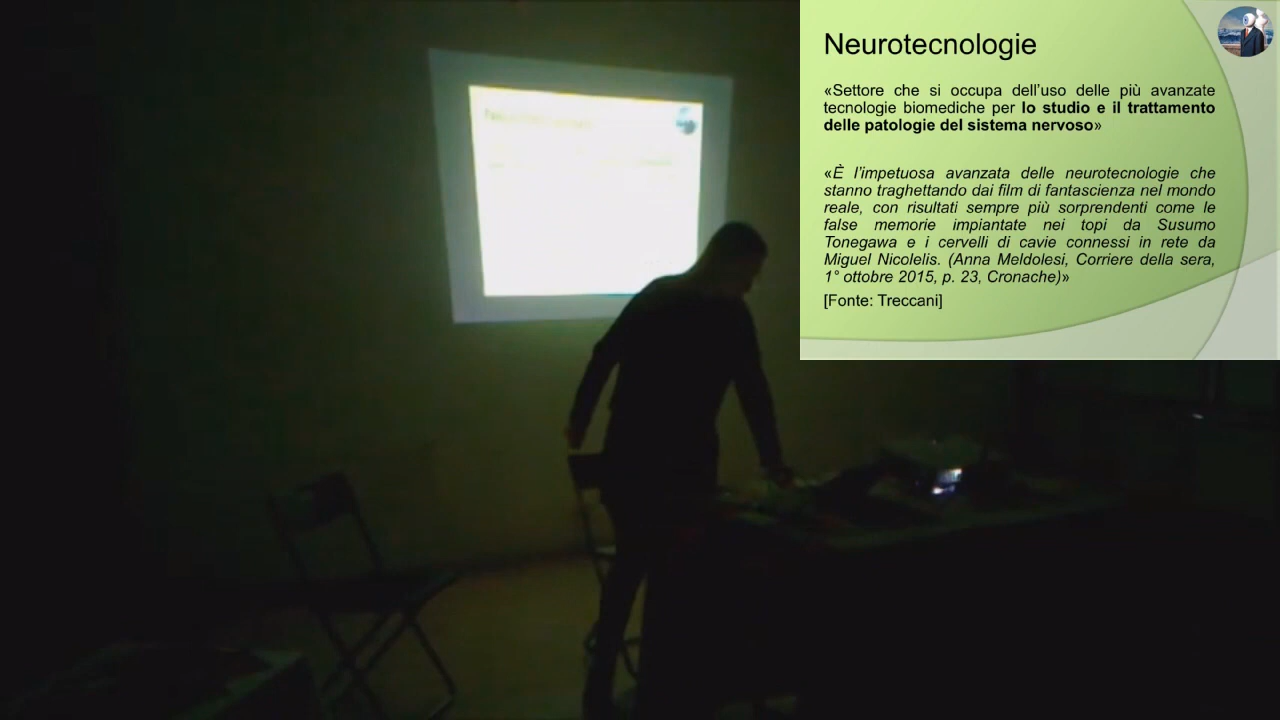 Neurotecnologie
«Settore che si occupa dell'uso delle più avanzate
tecnologie biomediche per lo studio e il trattamento
delle patologie del sistema nervoso»
«È l'impetuosa avanzata delle neurotecnologie che
stanno traghettando dai film di fantascienza nel mondo
reale, con risultati sempre più sorprendenti come le
false memorie impiantate nei topi da Susumo
Tonegawa e i cervelli di cavie connessi in rete da
Miguel Nicolelis. (Anna Meldolesi, Corriere della sera,
1° ottobre 2015, p. 23, Cronache)»
[Fonte: Treccani]